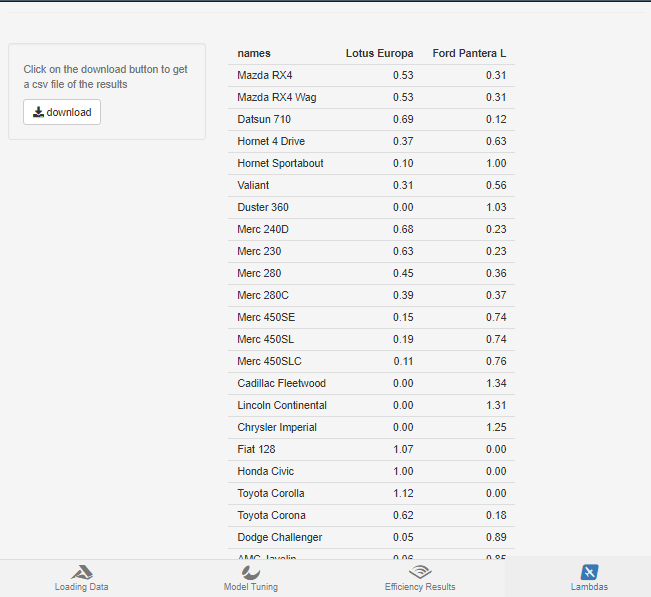 Click on the download button to get
a csv file of the results
download
names Lotus Europa Ford Pantera L
Mazda RX4 0.53 0.31
Mazda RX4 Wag 0.53 0.31
Datsun 710 0.69 0.12
Hornet 4 Drive 0.37 0.63
Hornet Sportabout 0.10 1.00
Valiant 0.31 0.56
Duster 360 0.00 1.03
Merc 240D 0.68 0.23
Merc 230 0.63 0.23
Merc 280 0.45 0.36
Merc 280C 0.39 0.37
Merc 450SE 0.15 0.74
Merc 450SL 0.19 0.74
Merc 450SLC 0.11 0.76
Cadillac Fleetwood 0.00 1.34
Lincoln Continental 0.00 1.31
Chrysler Imperial 0.00 1.25
Fiat 128 1.07 0.00
Honda Civic 1.00 0.00
Toyota Corolla 1.12 0.00
Toyota Corona 0.62 0.18
Dodge Challenger 0.05 0.89
AMC Javelin
Loading Data Model Tuning Efficiency Results Lambdas